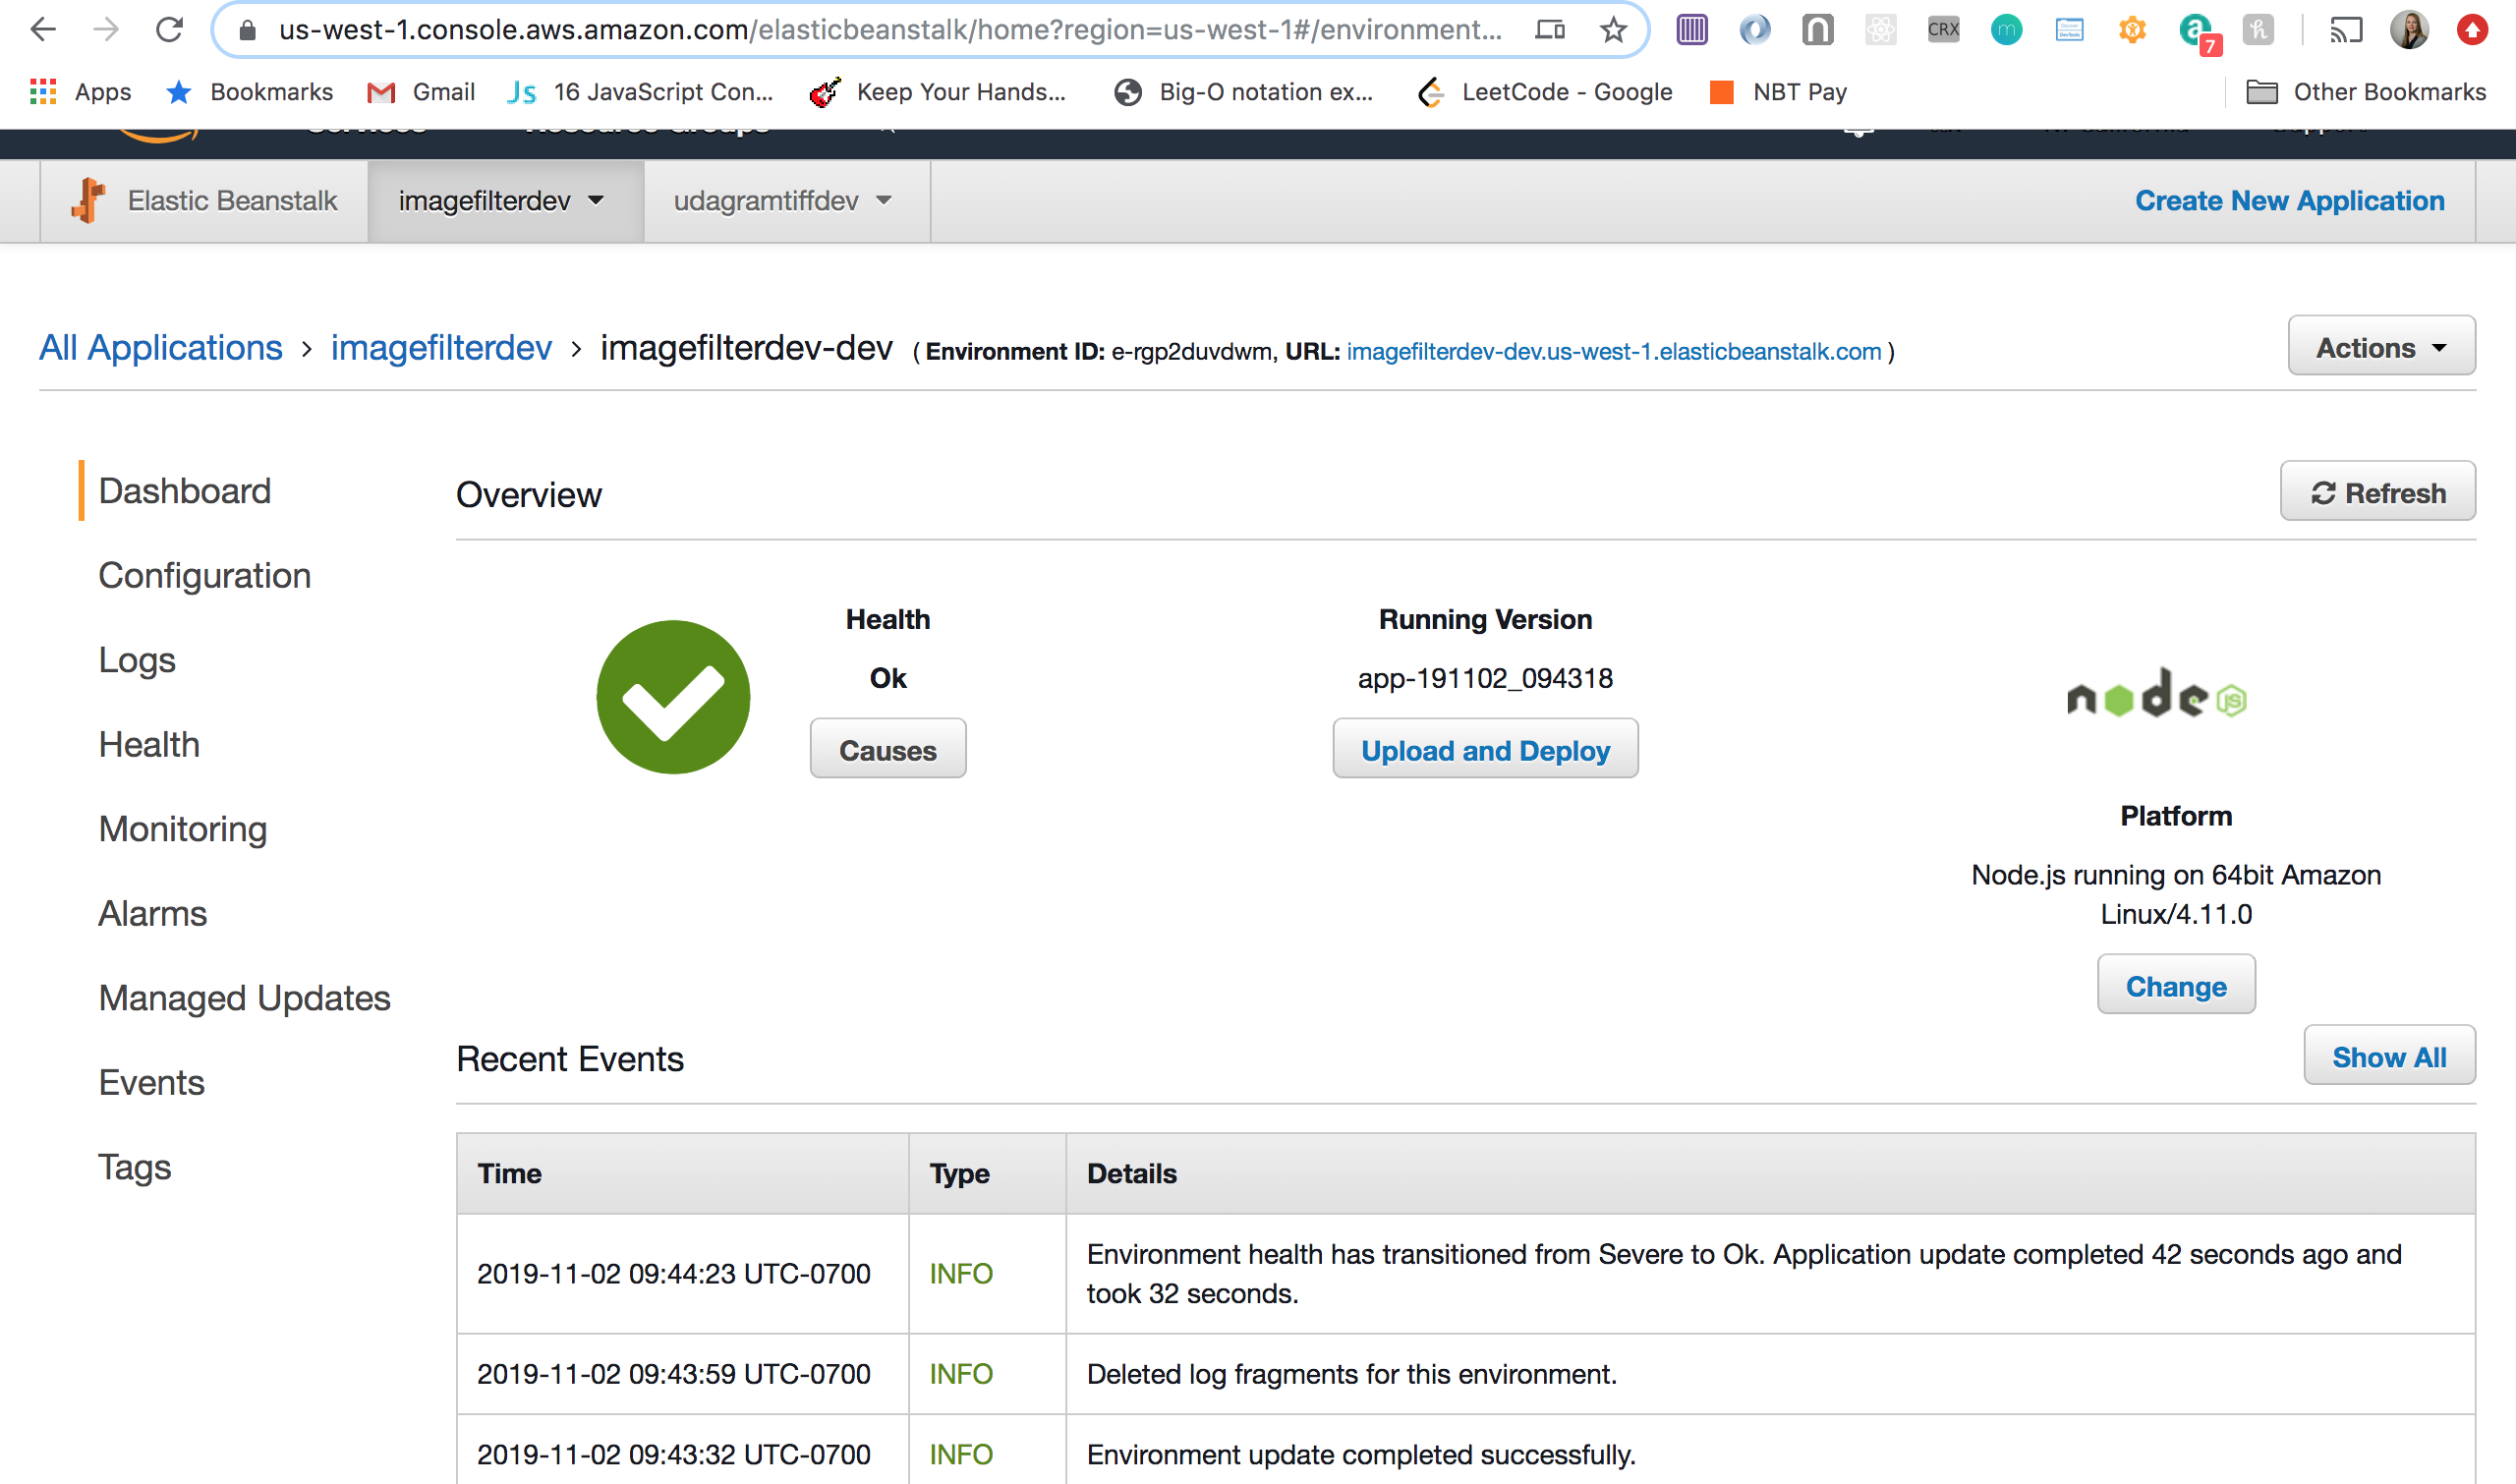 us-west-1.console.aws.amazon.com/elasticbeanstalk/home?region=us-west-1#/environment...
CRX
m
a
7
h
Apps
Bookmarks
Gmail
Js 16 JavaScript Con...
Keep Your Hands...
Big-O notation ex...
LeetCode - Google
NBT Pay
Other Bookmarks
Services
Resource Groups
Support
Elastic Beanstalk
imagefilterdev
udagramtiffdev
Create New Application
All Applications › imagefilterdev › imagefilterdev-dev ( Environment ID: e-rgp2duvdwm, URL: imagefilterdev-dev.us-west-1.elasticbeanstalk.com )
Actions
Dashboard
Configuration
Logs
Health
Monitoring
Alarms
Managed Updates
Events
Tags
Overview
Refresh
Health
Ok
Causes
Running Version
app-191102_094318
Upload and Deploy
node JS
Platform
Node.js running on 64bit Amazon
Linux/4.11.0
Change
Recent Events
Show All
Time Type Details
2019-11-02 09:44:23 UTC-0700 INFO Environment health has transitioned from Severe to Ok. Application update completed 42 seconds ago and
took 32 seconds.
2019-11-02 09:43:59 UTC-0700 INFO Deleted log fragments for this environment.
2019-11-02 09:43:32 UTC-0700 INFO Environment update completed successfully.